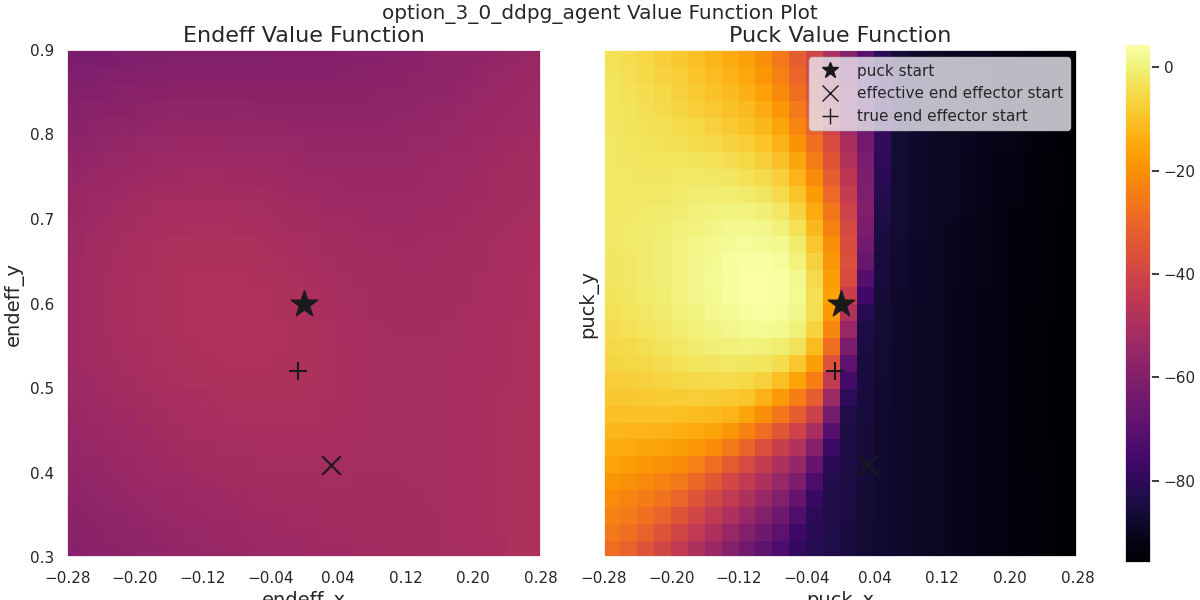 option_3_0_ddpg_agent Value Function Plot
Endeff Value Function
Puck Value Function
0.9
0.8
0.7
0.6
0.5
0.4
0.3
endeff_y
−0.28 −0.20 −0.12 −0.04 0.04 0.12 0.20 0.28
endeff_x
puck_y
puck start
effective end effector start
true end effector start
−0.28 −0.20 −0.12 −0.04 0.04 0.12 0.20 0.28
puck_x
0
−20
−40
−60
−80